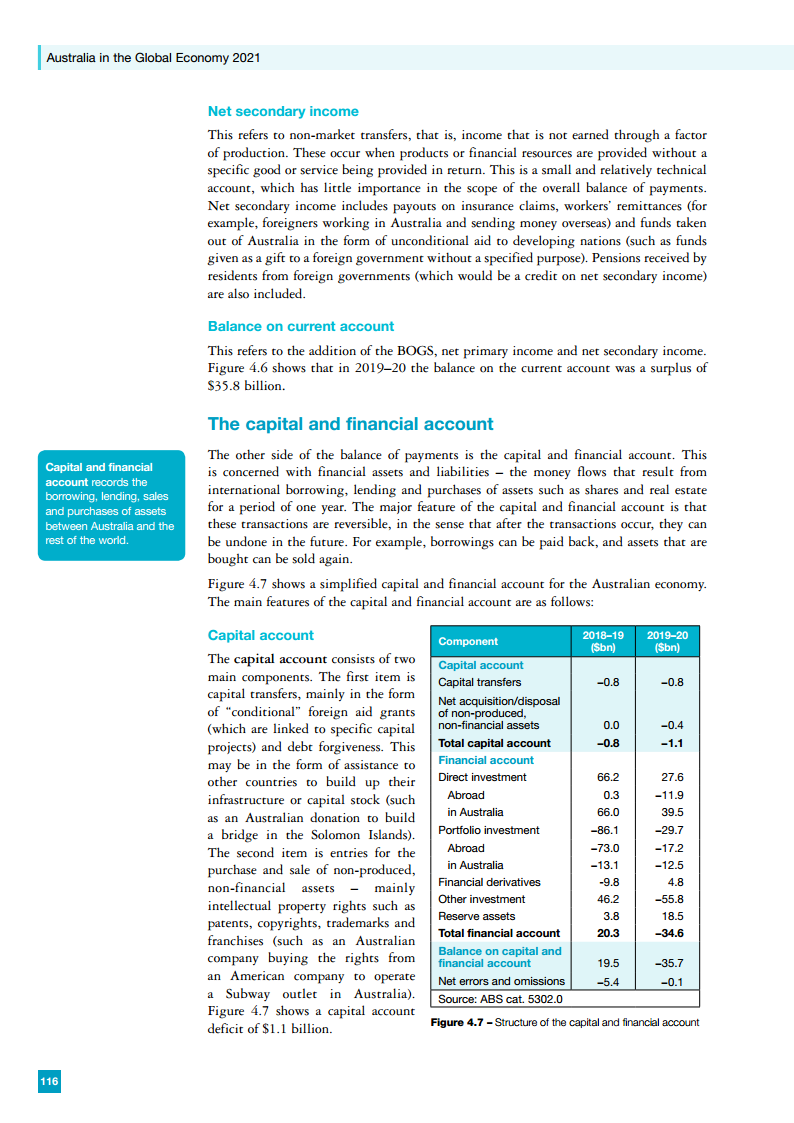 Australia in the Global Economy 2021
Net secondary income
This refers to non-market transfers, that is, income that is not earned through a factor
of production. These occur when products or financial resources are provided without a
specific good or service being provided in return. This is a small and relatively technical
account, which has little importance in the scope of the overall balance of payments.
Net secondary income includes payouts on insurance claims, workers’ remittances (for
example, foreigners working in Australia and sending money overseas) and funds taken
out of Australia in the form of unconditional aid to developing nations (such as funds
given as a gift to a foreign government without a specified purpose). Pensions received by
residents from foreign governments (which would be a credit on net secondary income)
are also included.
Balance on current account
This refers to the addition of the BOGS, net primary income and net secondary income.
Figure 4.6 shows that in 2019–20 the balance on the current account was a surplus of
$35.8 billion.
The capital and financial account
The other side of the balance of payments is the capital and financial account. This
is concerned with financial assets and liabilities – the money flows that result from
international borrowing, lending and purchases of assets such as shares and real estate
for a period of one year. The major feature of the capital and financial account is that
these transactions are reversible, in the sense that after the transactions occur, they can
be undone in the future. For example, borrowings can be paid back, and assets that are
bought can be sold again.
Capital and financial
account records the
borrowing, lending, sales
and purchases of assets
between Australia and the
rest of the world.
Figure 4.7 shows a simplified capital and financial account for the Australian economy.
The main features of the capital and financial account are as follows:
Capital account
The capital account consists of two
main components. The first item is
capital transfers, mainly in the form
of “conditional” foreign aid grants
(which are linked to specific capital
projects) and debt forgiveness. This
may be in the form of assistance to
other countries to build up their
infrastructure or capital stock (such
as an Australian donation to build
a bridge in the Solomon Islands).
The second item is entries for the
purchase and sale of non-produced,
non-financial assets – mainly
intellectual property rights such as
patents, copyrights, trademarks and
franchises (such as an Australian
company buying the rights from
an American company to operate
a Subway outlet in Australia).
Figure 4.7 shows a capital account
deficit of $1.1 billion.
Component 2018–19 ($bn) 2019–20 ($bn)
Capital account
Capital transfers –0.8 –0.8
Net acquisition/disposal
of non-produced,
non-financial assets 0.0 –0.4
Total capital account –0.8 –1.1
Financial account
Direct investment 66.2 27.6
Abroad 0.3 –11.9
in Australia 66.0 39.5
Portfolio investment –86.1 –29.7
Abroad –73.0 –17.2
in Australia –13.1 –12.5
Financial derivatives -9.8 4.8
Other investment 46.2 –55.8
Reserve assets 3.8 18.5
Total financial account 20.3 –34.6
Balance on capital and
financial account 19.5 –35.7
Net errors and omissions –5.4 –0.1
Source: ABS cat. 5302.0
Figure 4.7 – Structure of the capital and financial account
116